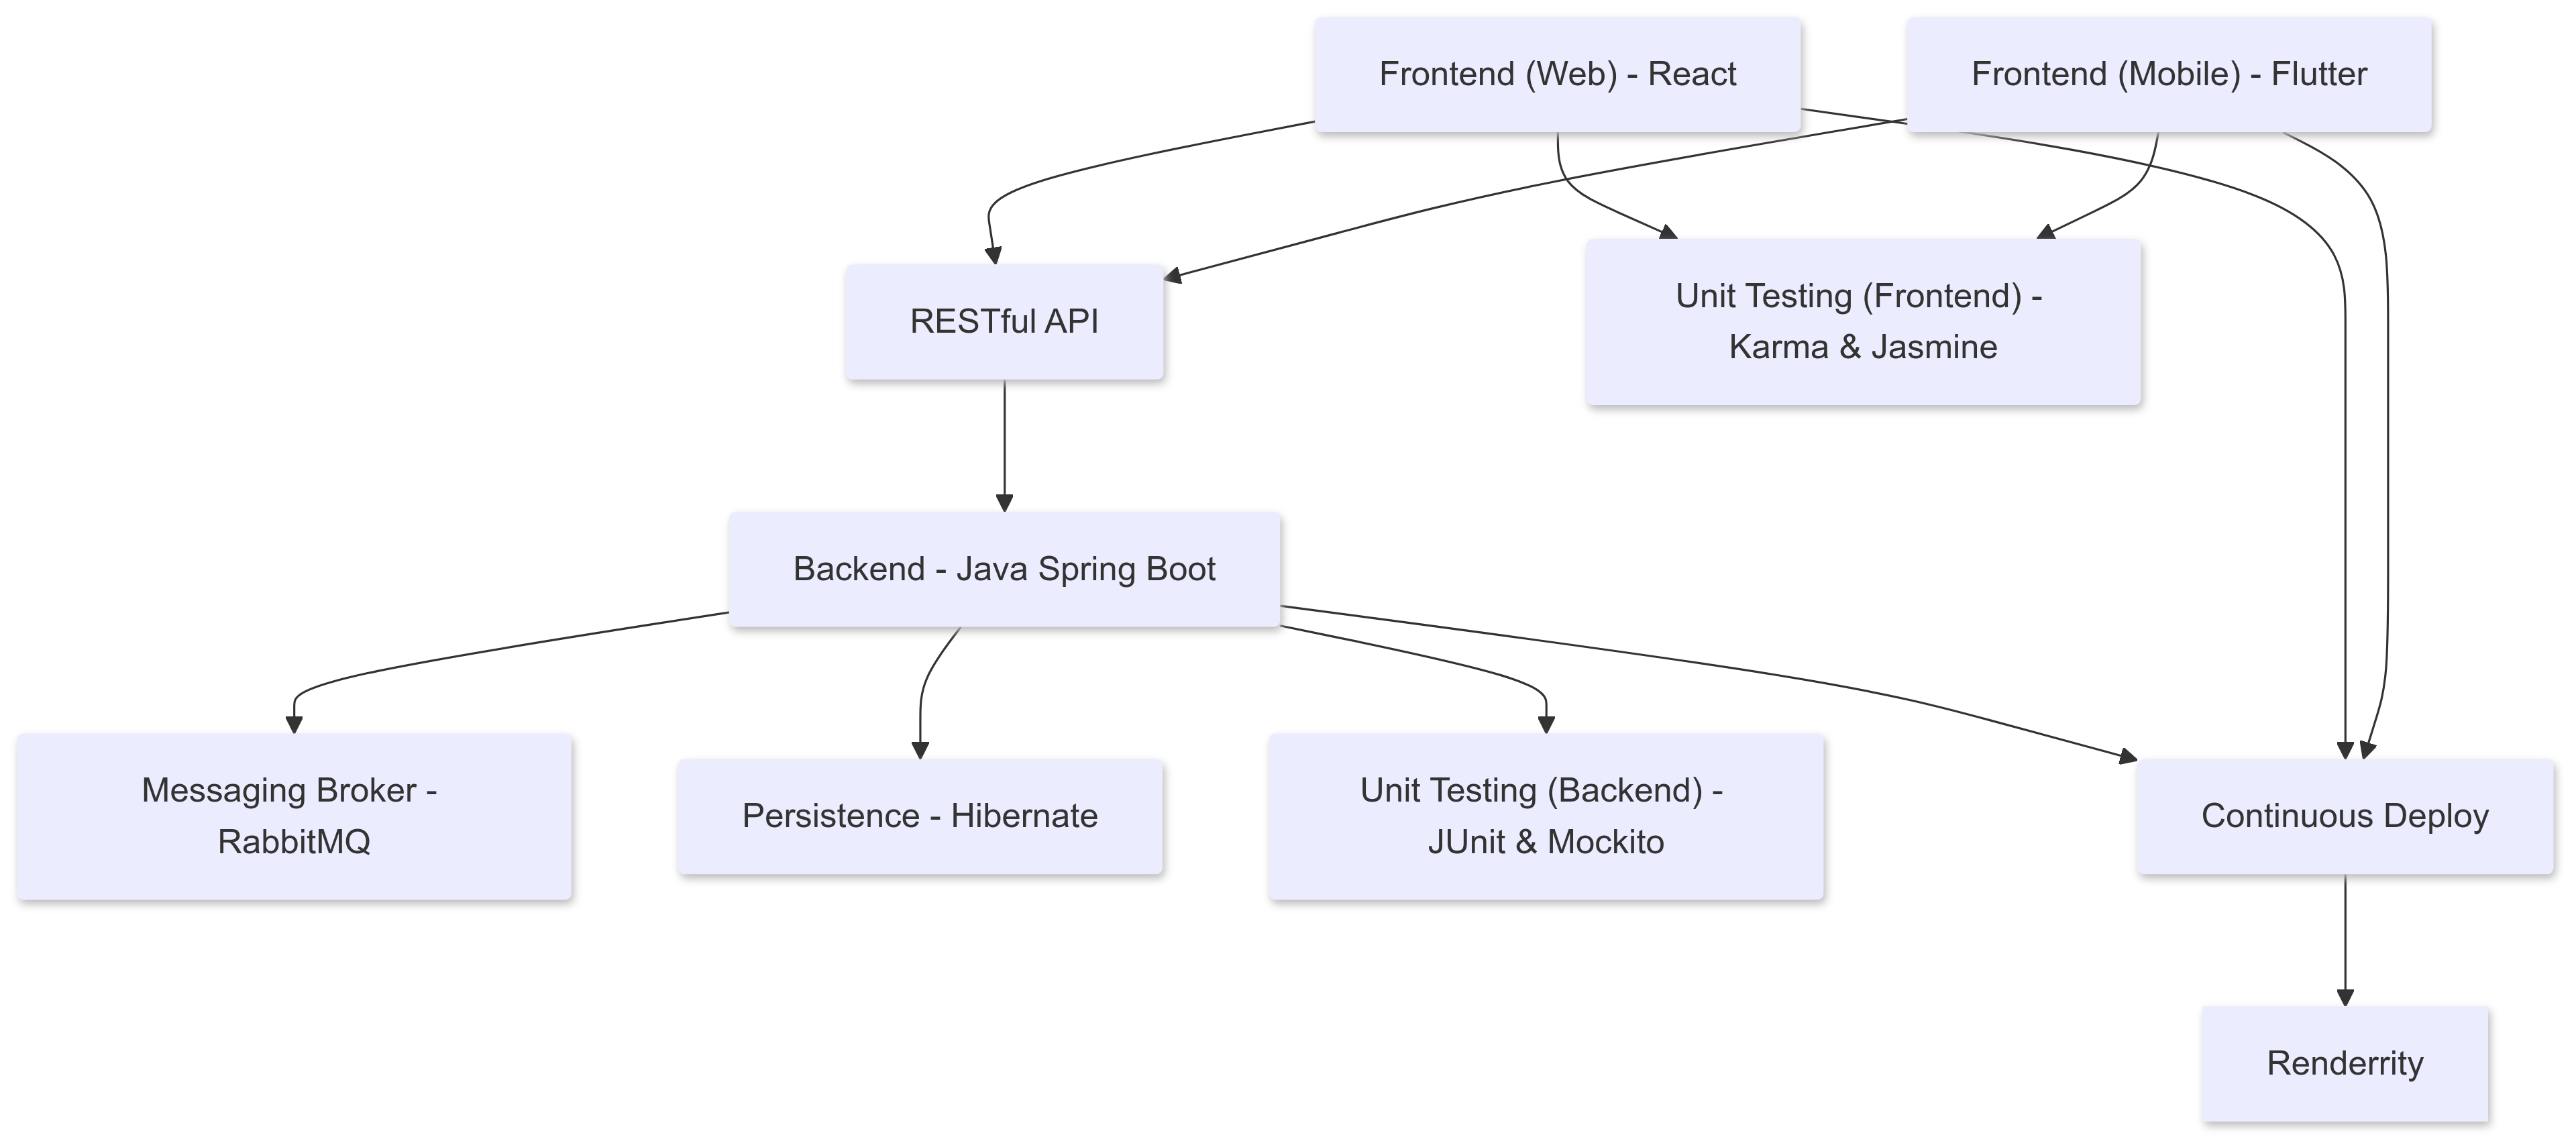 Frontend (Web) - React
Frontend (Mobile) - Flutter
RESTful API
Unit Testing (Frontend) -
Karma & Jasmine
Backend - Java Spring Boot
Messaging Broker -
RabbitMQ
Persistence - Hibernate
Unit Testing (Backend) -
JUnit & Mockito
Continuous Deploy
Renderrity